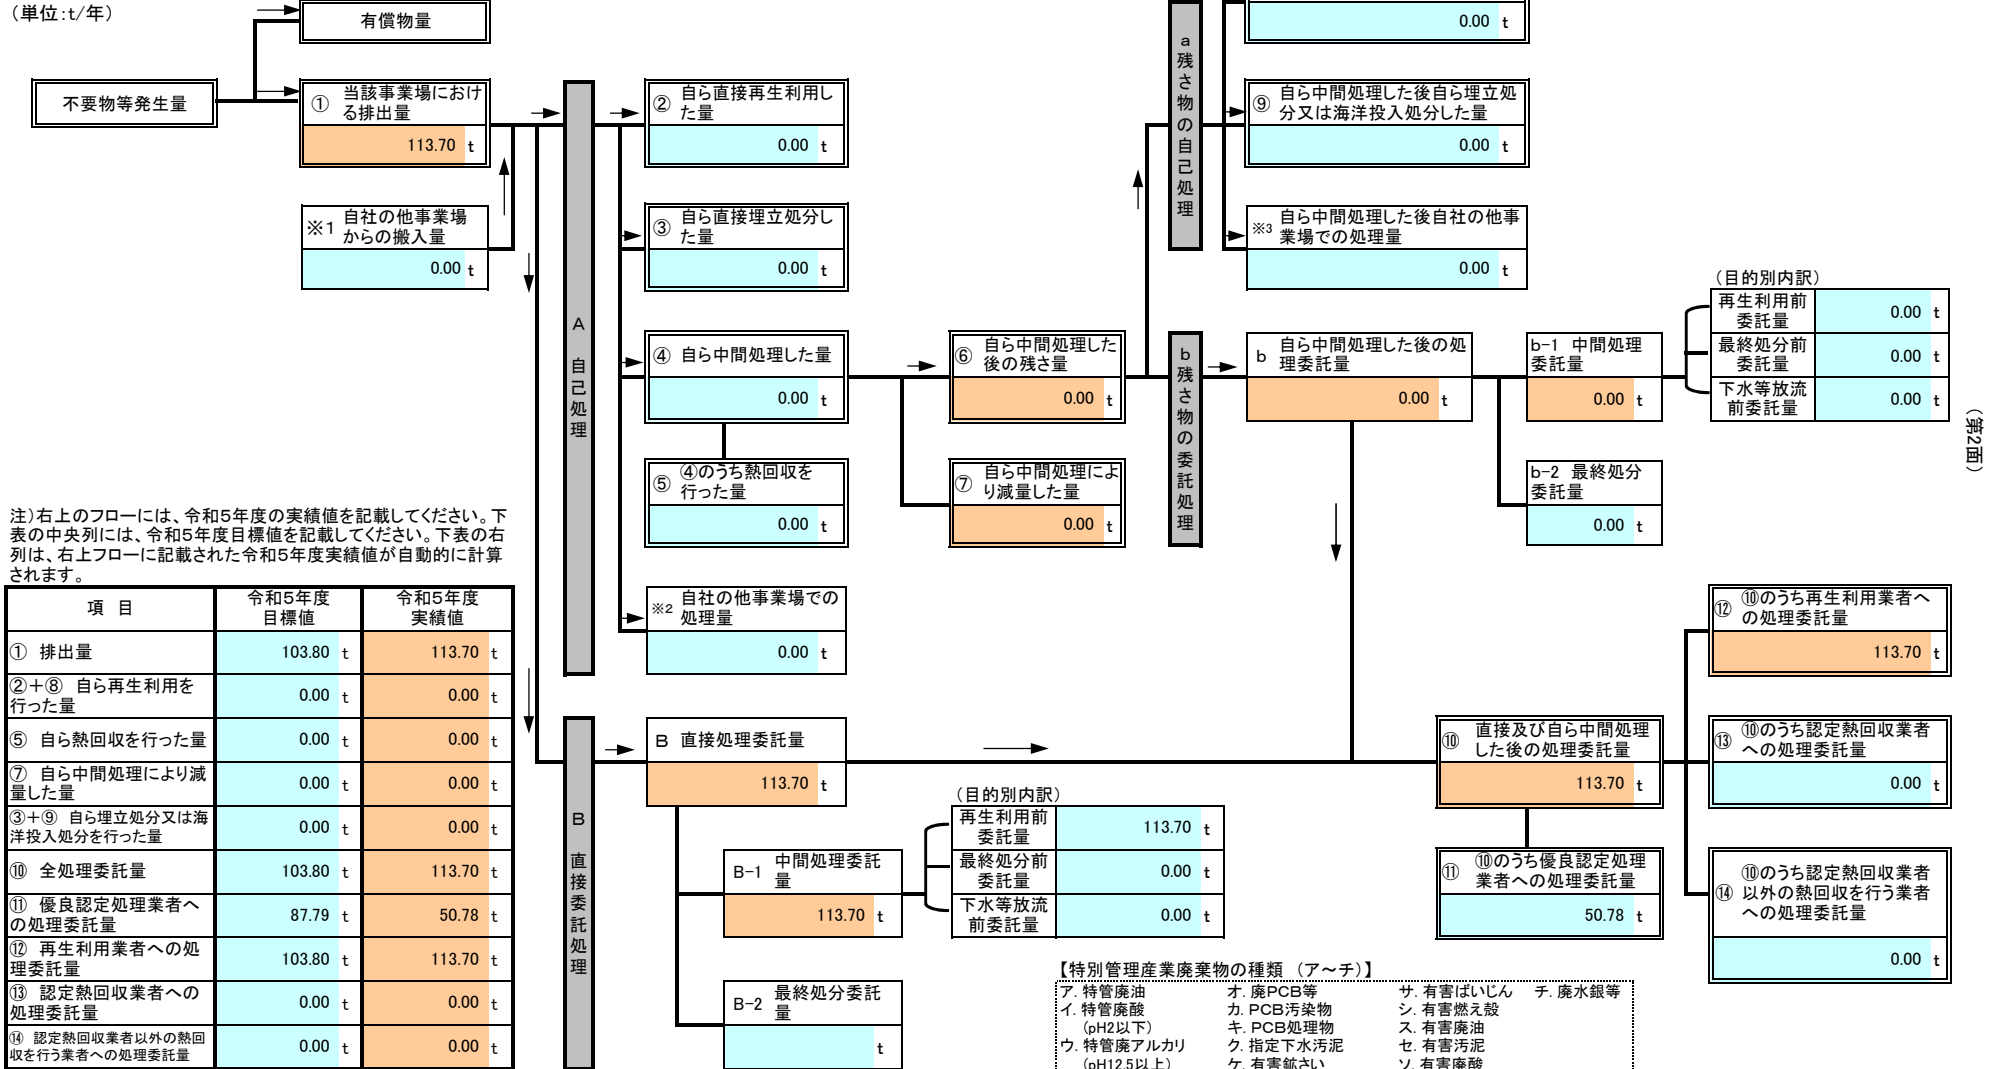 （単位：ｔ/年）
有償物量
不要物等発生量
① 当該事業場におけ
る排出量
113.70 t
※1 自社の他事業場
からの搬入量
0.00 t
A 自己処理
② 自ら直接再生利用し
た量
0.00 t
③ 自ら直接埋立処分し
た量
0.00 t
④ 自ら中間処理した量
0.00 t
⑤ ④のうち熱回収を
行った量
0.00 t
※2 自社の他事業場での
処理量
0.00 t
⑥ 自ら中間処理した
後の残さ量
0.00 t
⑦ 自ら中間処理によ
り減量した量
0.00 t
a 残さ物の自己処理
0.00 t
⑨ 自ら中間処理した後自ら埋立処
分又は海洋投入処分した量
0.00 t
※3 自ら中間処理した後自社の他事
業場での処理量
0.00 t
b 残さ物の委託処理
b 自ら中間処理した後の処
理委託量
0.00 t
b-1 中間処理
委託量
0.00 t
b-2 最終処分
委託量
0.00 t
（目的別内訳）
再生利用前
委託量
0.00 t
最終処分前
委託量
0.00 t
下水等放流
前委託量
0.00 t
（第2面）
注）右上のフローには、令和５年度の実績値を記載してください。下
表の中央列には、令和５年度目標値を記載してください。下表の右
列は、右上フローに記載された令和５年度実績値が自動的に計算
されます。
項 目 令和５年度 目標値 令和５年度 実績値
① 排出量 103.80 t 113.70 t
②＋⑧ 自ら再生利用を
行った量 0.00 t 0.00 t
⑤ 自ら熱回収を行った量 0.00 t 0.00 t
⑦ 自ら中間処理により減
量した量 0.00 t 0.00 t
③＋⑨ 自ら埋立処分又は海
洋投入処分を行った量 0.00 t 0.00 t
⑩ 全処理委託量 103.80 t 113.70 t
⑪ 優良認定処理業者へ
の処理委託量 87.79 t 50.78 t
⑫ 再生利用業者への処
理委託量 103.80 t 113.70 t
⑬ 認定熱回収業者への
処理委託量 0.00 t 0.00 t
⑭ 認定熱回収業者以外の熱回
収を行う業者への処理委託量 0.00 t 0.00 t
B 直接委託処理
B 直接処理委託量
113.70 t
B-1 中間処理委託
量
113.70 t
B-2 最終処分委託
量
t
（目的別内訳）
再生利用前
委託量
113.70 t
最終処分前
委託量
0.00 t
下水等放流
前委託量
0.00 t
⑩ 直接及び自ら中間処理
した後の処理委託量
113.70 t
⑪ ⑩のうち優良認定処理
業者への処理委託量
50.78 t
⑫ ⑩のうち再生利用業者へ
の処理委託量
113.70 t
⑬ ⑩のうち認定熱回収業者
への処理委託量
0.00 t
⑭ ⑩のうち認定熱回収業者
以外の熱回収を行う業者
への処理委託量
0.00 t
【特別管理産業廃棄物の種類 （ア～チ）】
ア. 特管廃油 オ. 廃PCB等 サ. 有害ばいじん チ. 廃水銀等
イ. 特管廃酸 カ. PCB汚染物 シ. 有害燃え殻
（pH2以下） キ. PCB処理物 ス. 有害廃油
ウ. 特管廃アルカリ ク. 指定下水汚泥 セ. 有害汚泥
（pH12.5以上） ケ. 有害鉱さい ソ. 有害廃酸